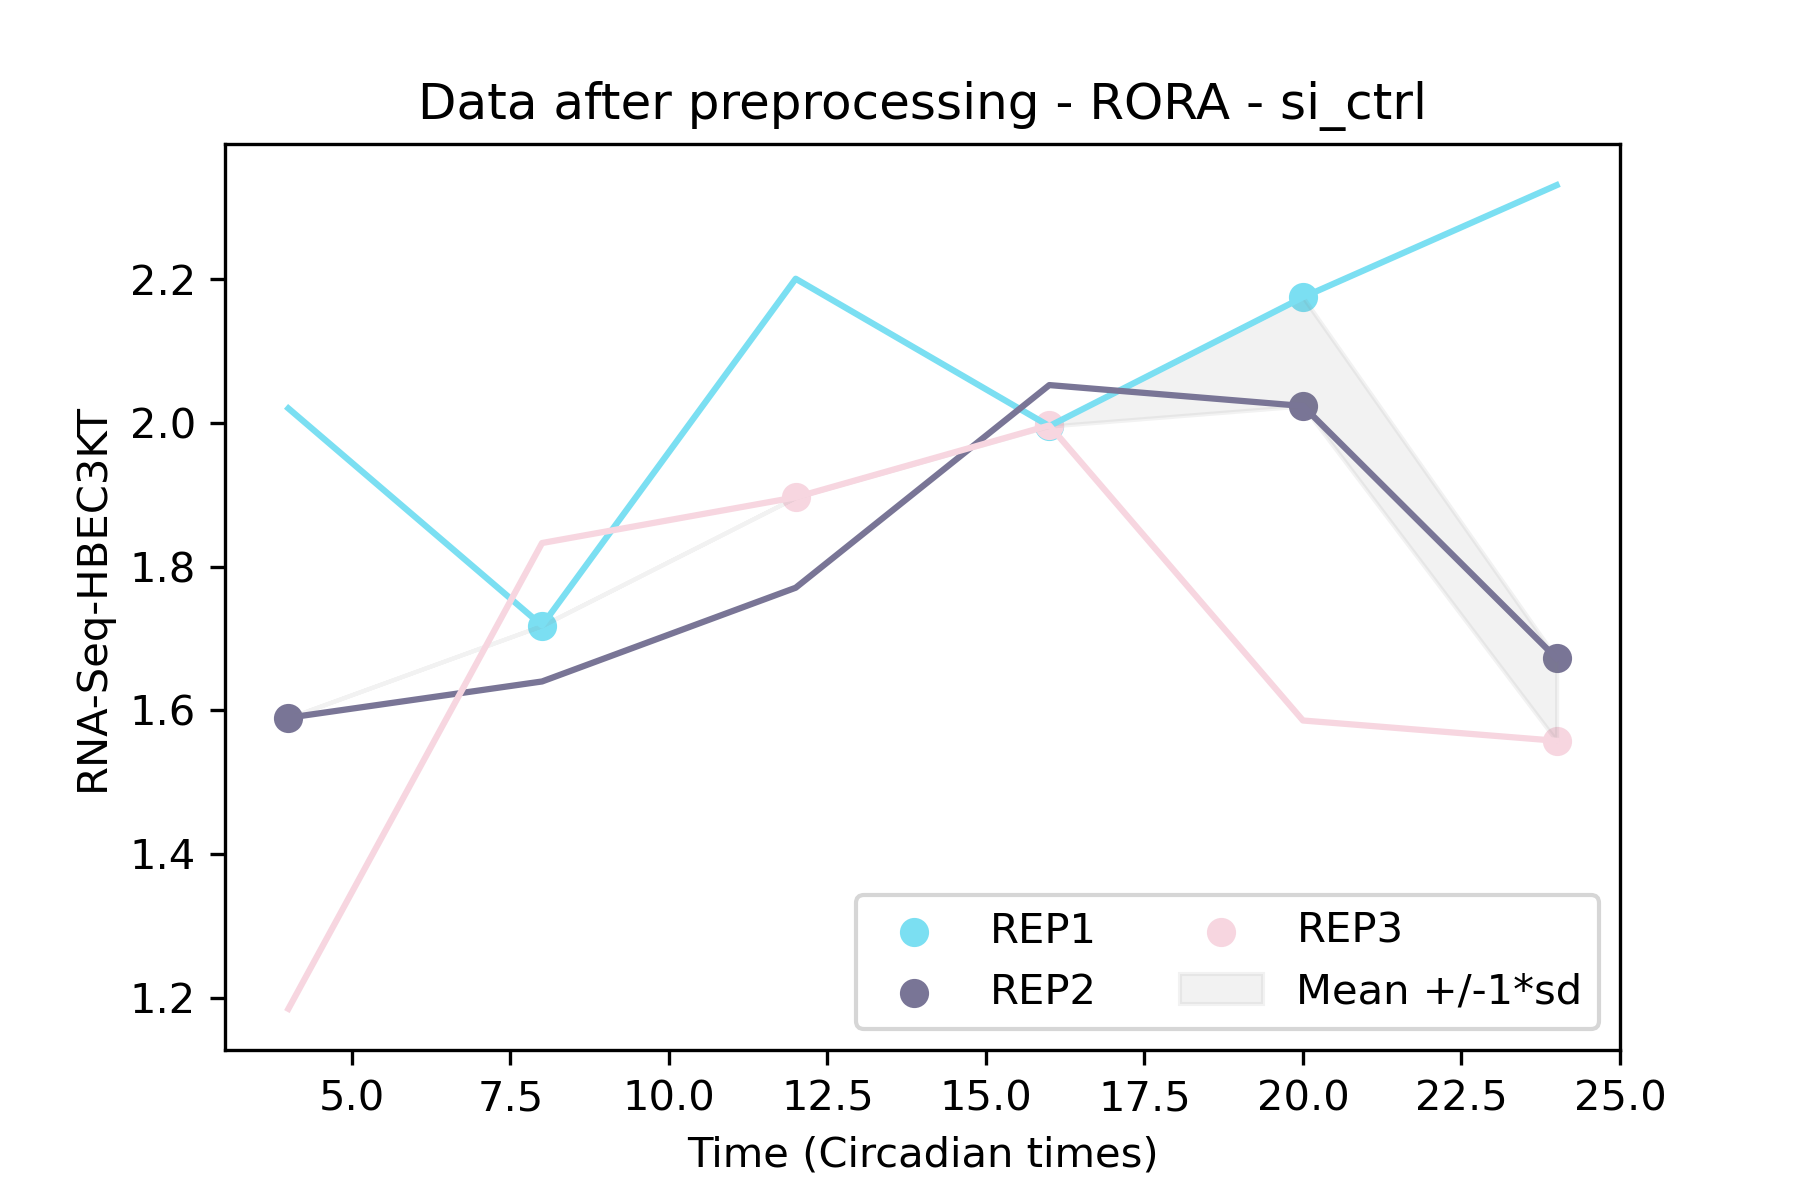 Data after preprocessing - RORA - si_ctrl
RNA-Seq-HBEC3KT
2.2
2.0
1.8
1.6
1.4
1.2
REP1
REP2
REP3
Mean +/-1*sd
5.0 7.5 10.0 12.5 15.0 17.5 20.0 22.5 25.0
Time (Circadian times)